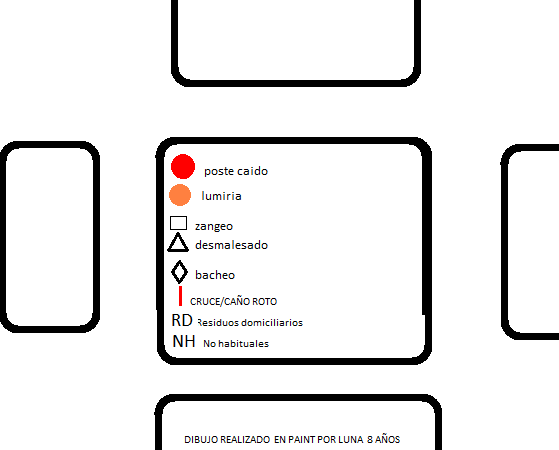 poste caido
lumiria
zangeo
desmalesado
bacheo
CRUCE/CAÑO ROTO
RD Residuos domiciliarios
NH No habituales
DIBUJO REALIZADO EN PAINT POR LUNA 8 AÑOS